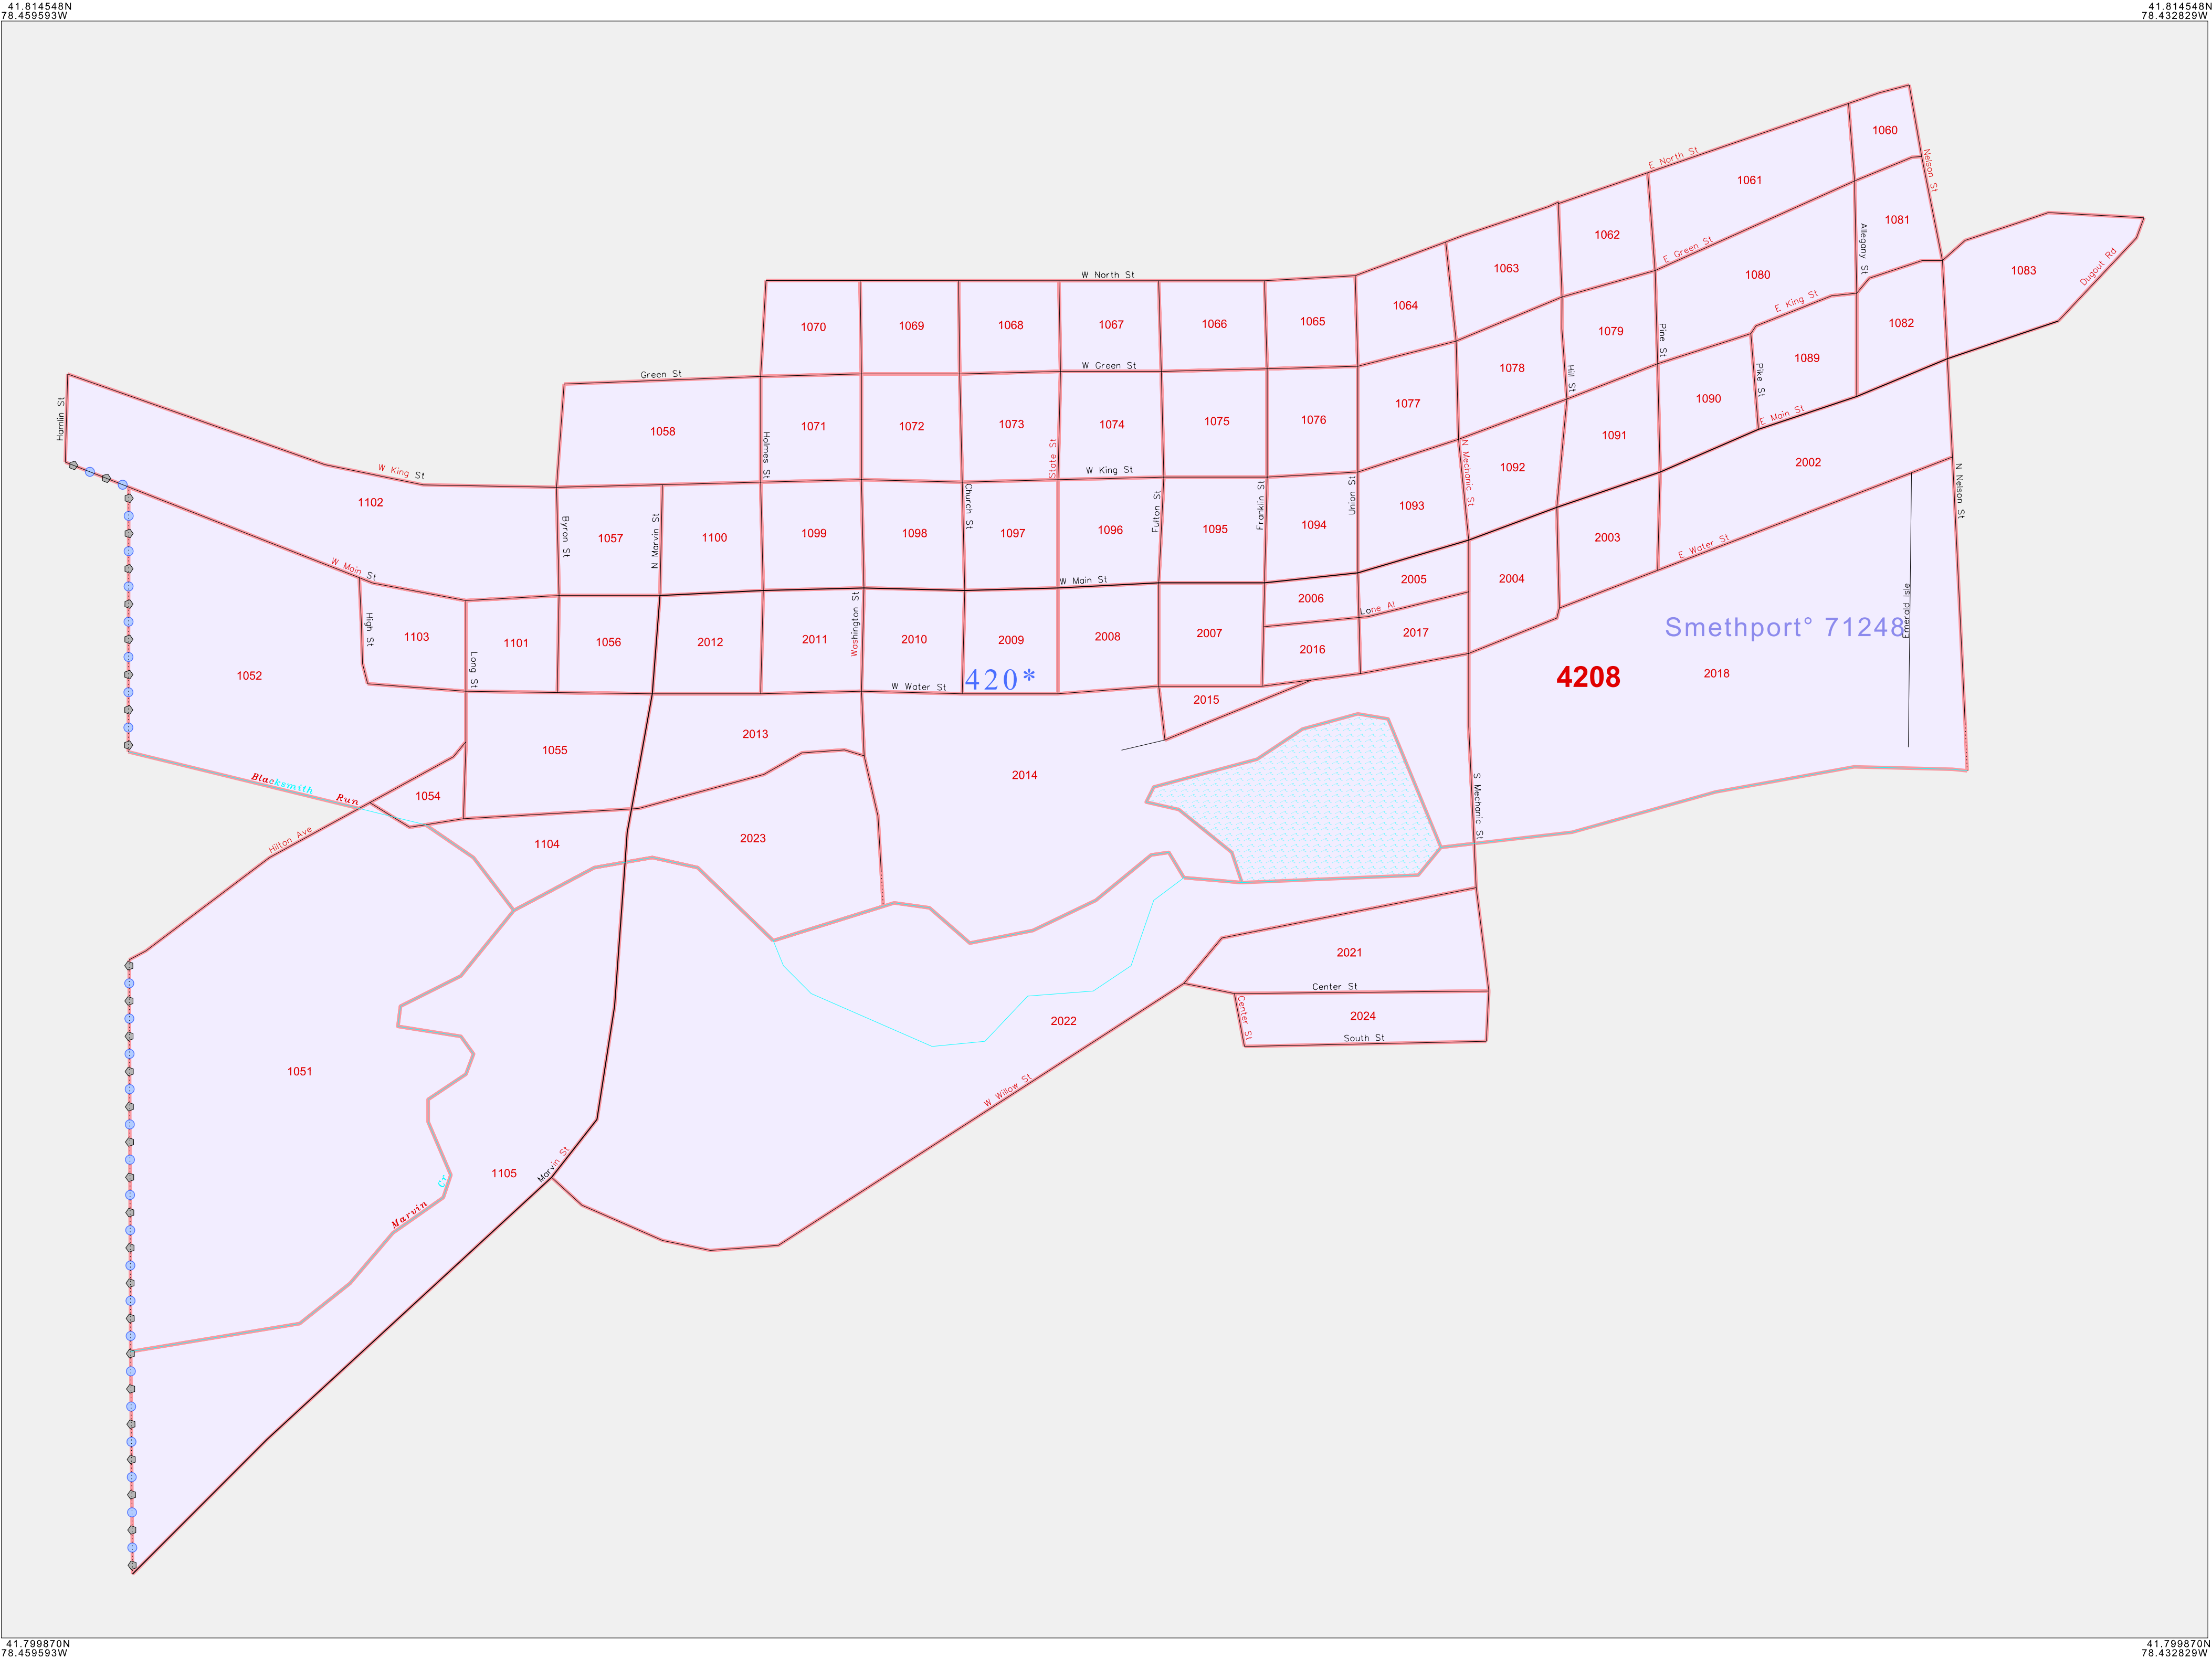 41.814548N
78.459593W
41.814548N
78.432829W
1060
E North St
Nelson St
1061
1081
1062
Allegany St
E Green St
1063
1080
1083
Dugout Rd
W North St
1064
E King St
1070
1069
1068
1067
1066
1065
1082
1079
Pine St
1089
W Green St
1078
Hill St
Pike St
Green St
1090
1077
Hamlin St
E Main St
1058
1071
1072
1073
1074
1075
1076
1091
Holmes St
State St
W King St
W King St
N Mechanic St
1092
2002
N Nelson St
1102
Church St
Fulton St
Franklin St
Union St
1093
Byron St
1057
N Marvin St
1100
1099
1098
1097
1096
1095
1094
2003
E Water St
W Main St
W Main St
2005
2004
Washington St
2006
Lone Al
Emerald Isle
High St
1103
1101
1056
2012
2011
2010
2009
2008
2007
2017
Smethport° 71248
2016
Long St
1052
420*
4208
2018
W Water St
2015
2013
1055
2014
Blacksmith Run
1054
S Mechanic St
Hilton Ave
1104
2023
2021
Center St
Center St
2024
2022
South St
1051
W Willow St
1105
Marvin St
Marvin Cr
41.799870N
78.459593W
41.799870N
78.432829W